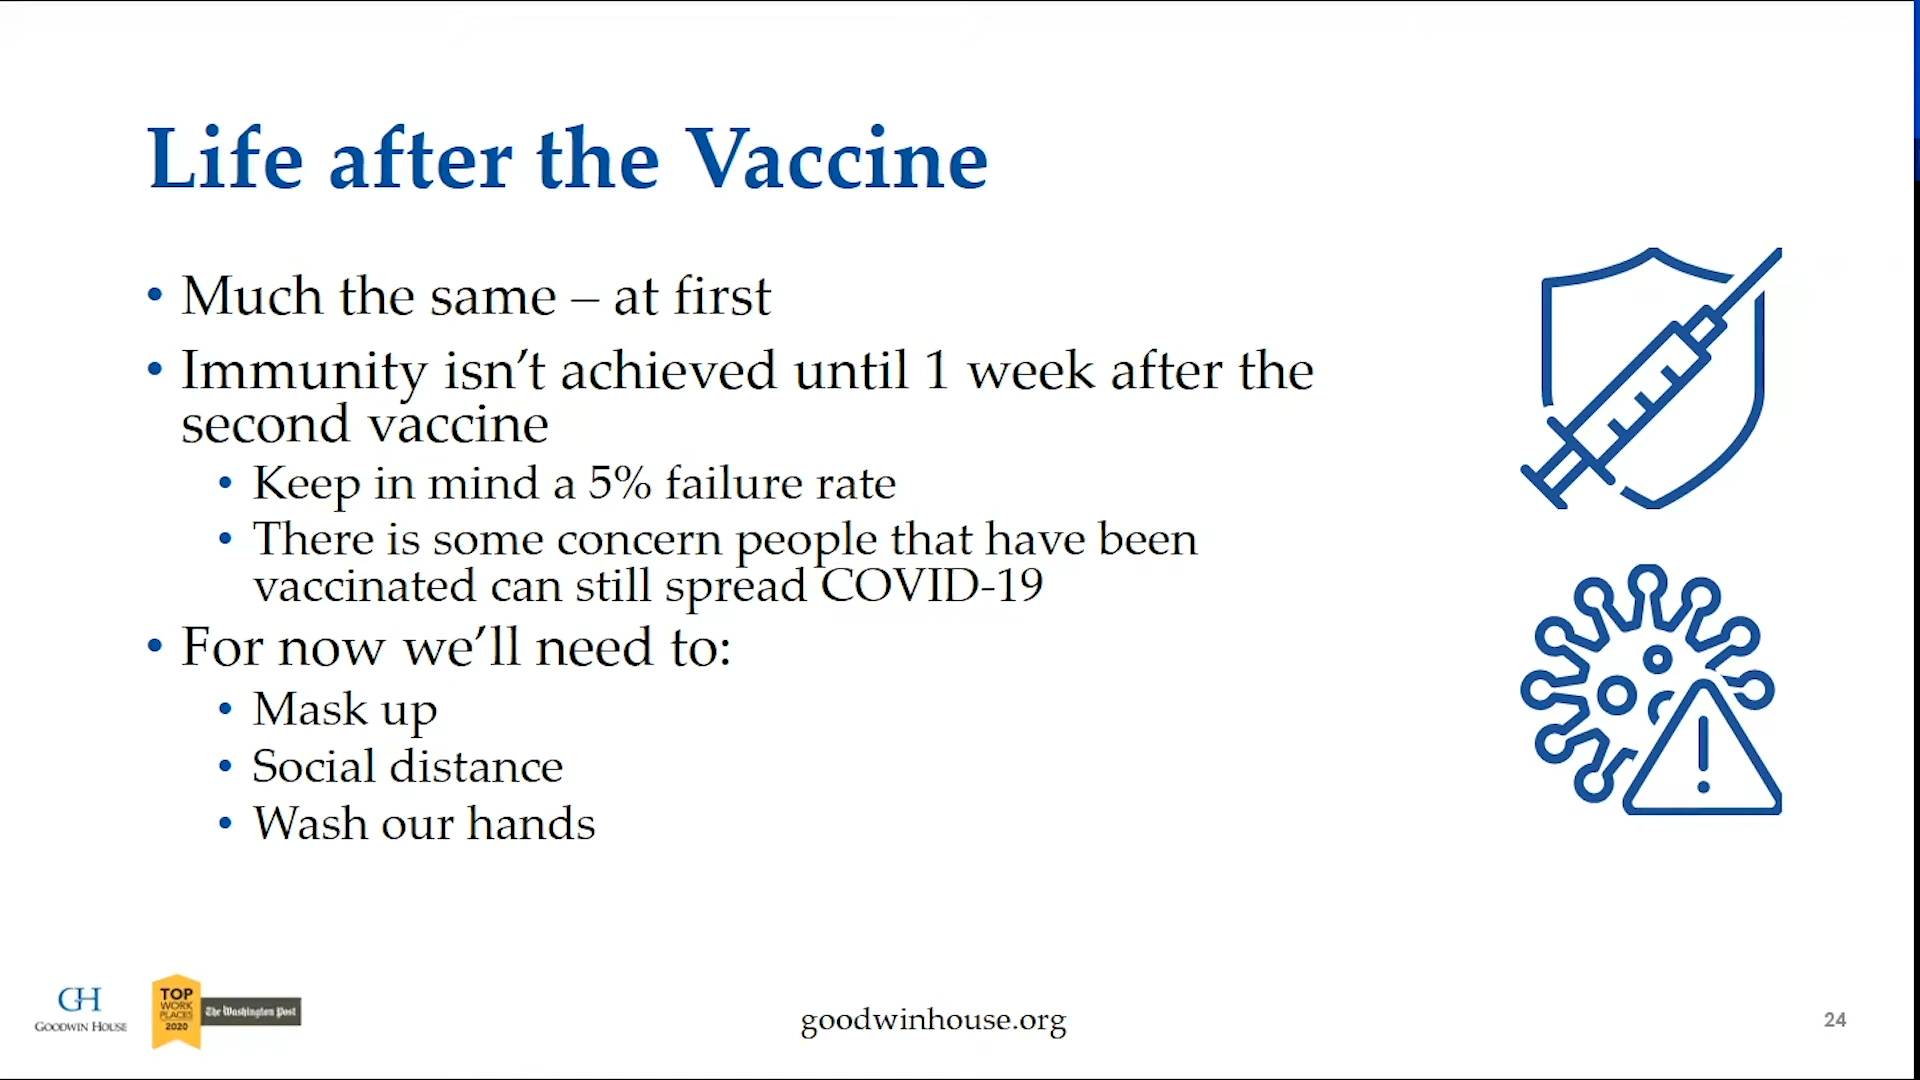 Life after the Vaccine
• Much the same – at first
• Immunity isn’t achieved until 1 week after the
second vaccine
• Keep in mind a 5% failure rate
• There is some concern people that have been
vaccinated can still spread COVID-19
• For now we’ll need to:
• Mask up
• Social distance
• Wash our hands
GH
GOODWIN HOUSE
TOP
WORK
PLACES
2020
The Washington Post
goodwinhouse.org
24